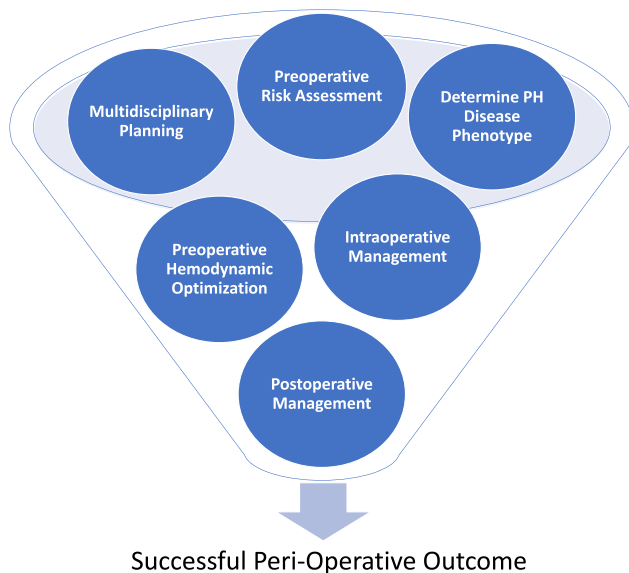 Multidisciplinary
Planning
Preoperative
Risk Assessment
Determine PH
Disease
Phenotype
Preoperative
Hemodynamic
Optimization
Intraoperative
Management
Postoperative
Management
Successful Peri-Operative Outcome